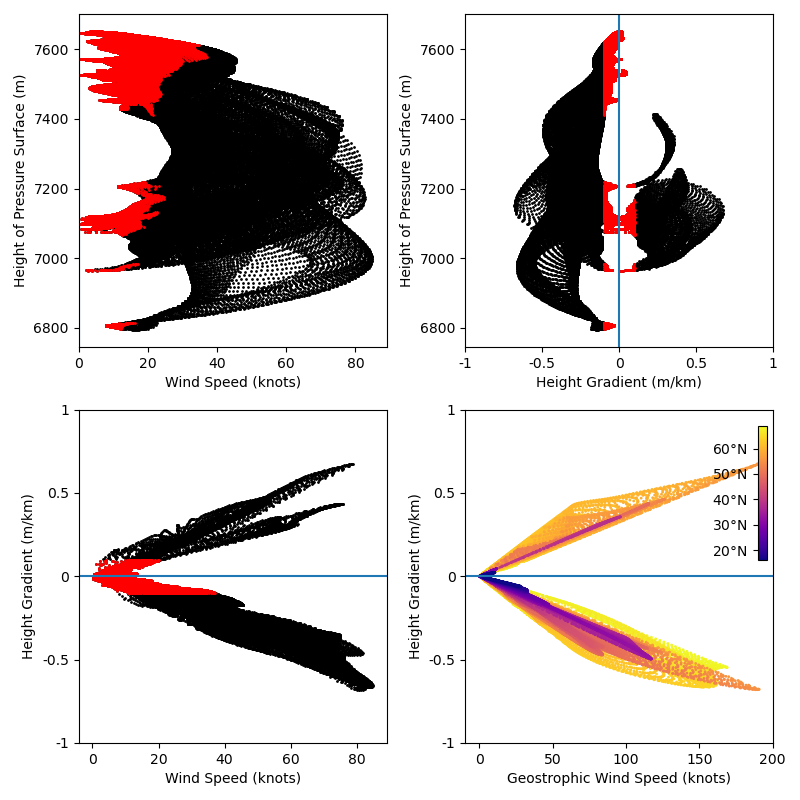 7600
7400
7200
7000
6800
Height of Pressure Surface (m)
0 20 40 60 80
Wind Speed (knots)
7600
7400
7200
7000
6800
Height of Pressure Surface (m)
-1 -0.5 0 0.5 1
Height Gradient (m/km)
1
0.5
0
-0.5
-1
Height Gradient (m/km)
0 20 40 60 80
Wind Speed (knots)
1
0.5
0
-0.5
-1
Height Gradient (m/km)
60°N
50°N
40°N
30°N
20°N
0 50 100 150 200
Geostrophic Wind Speed (knots)